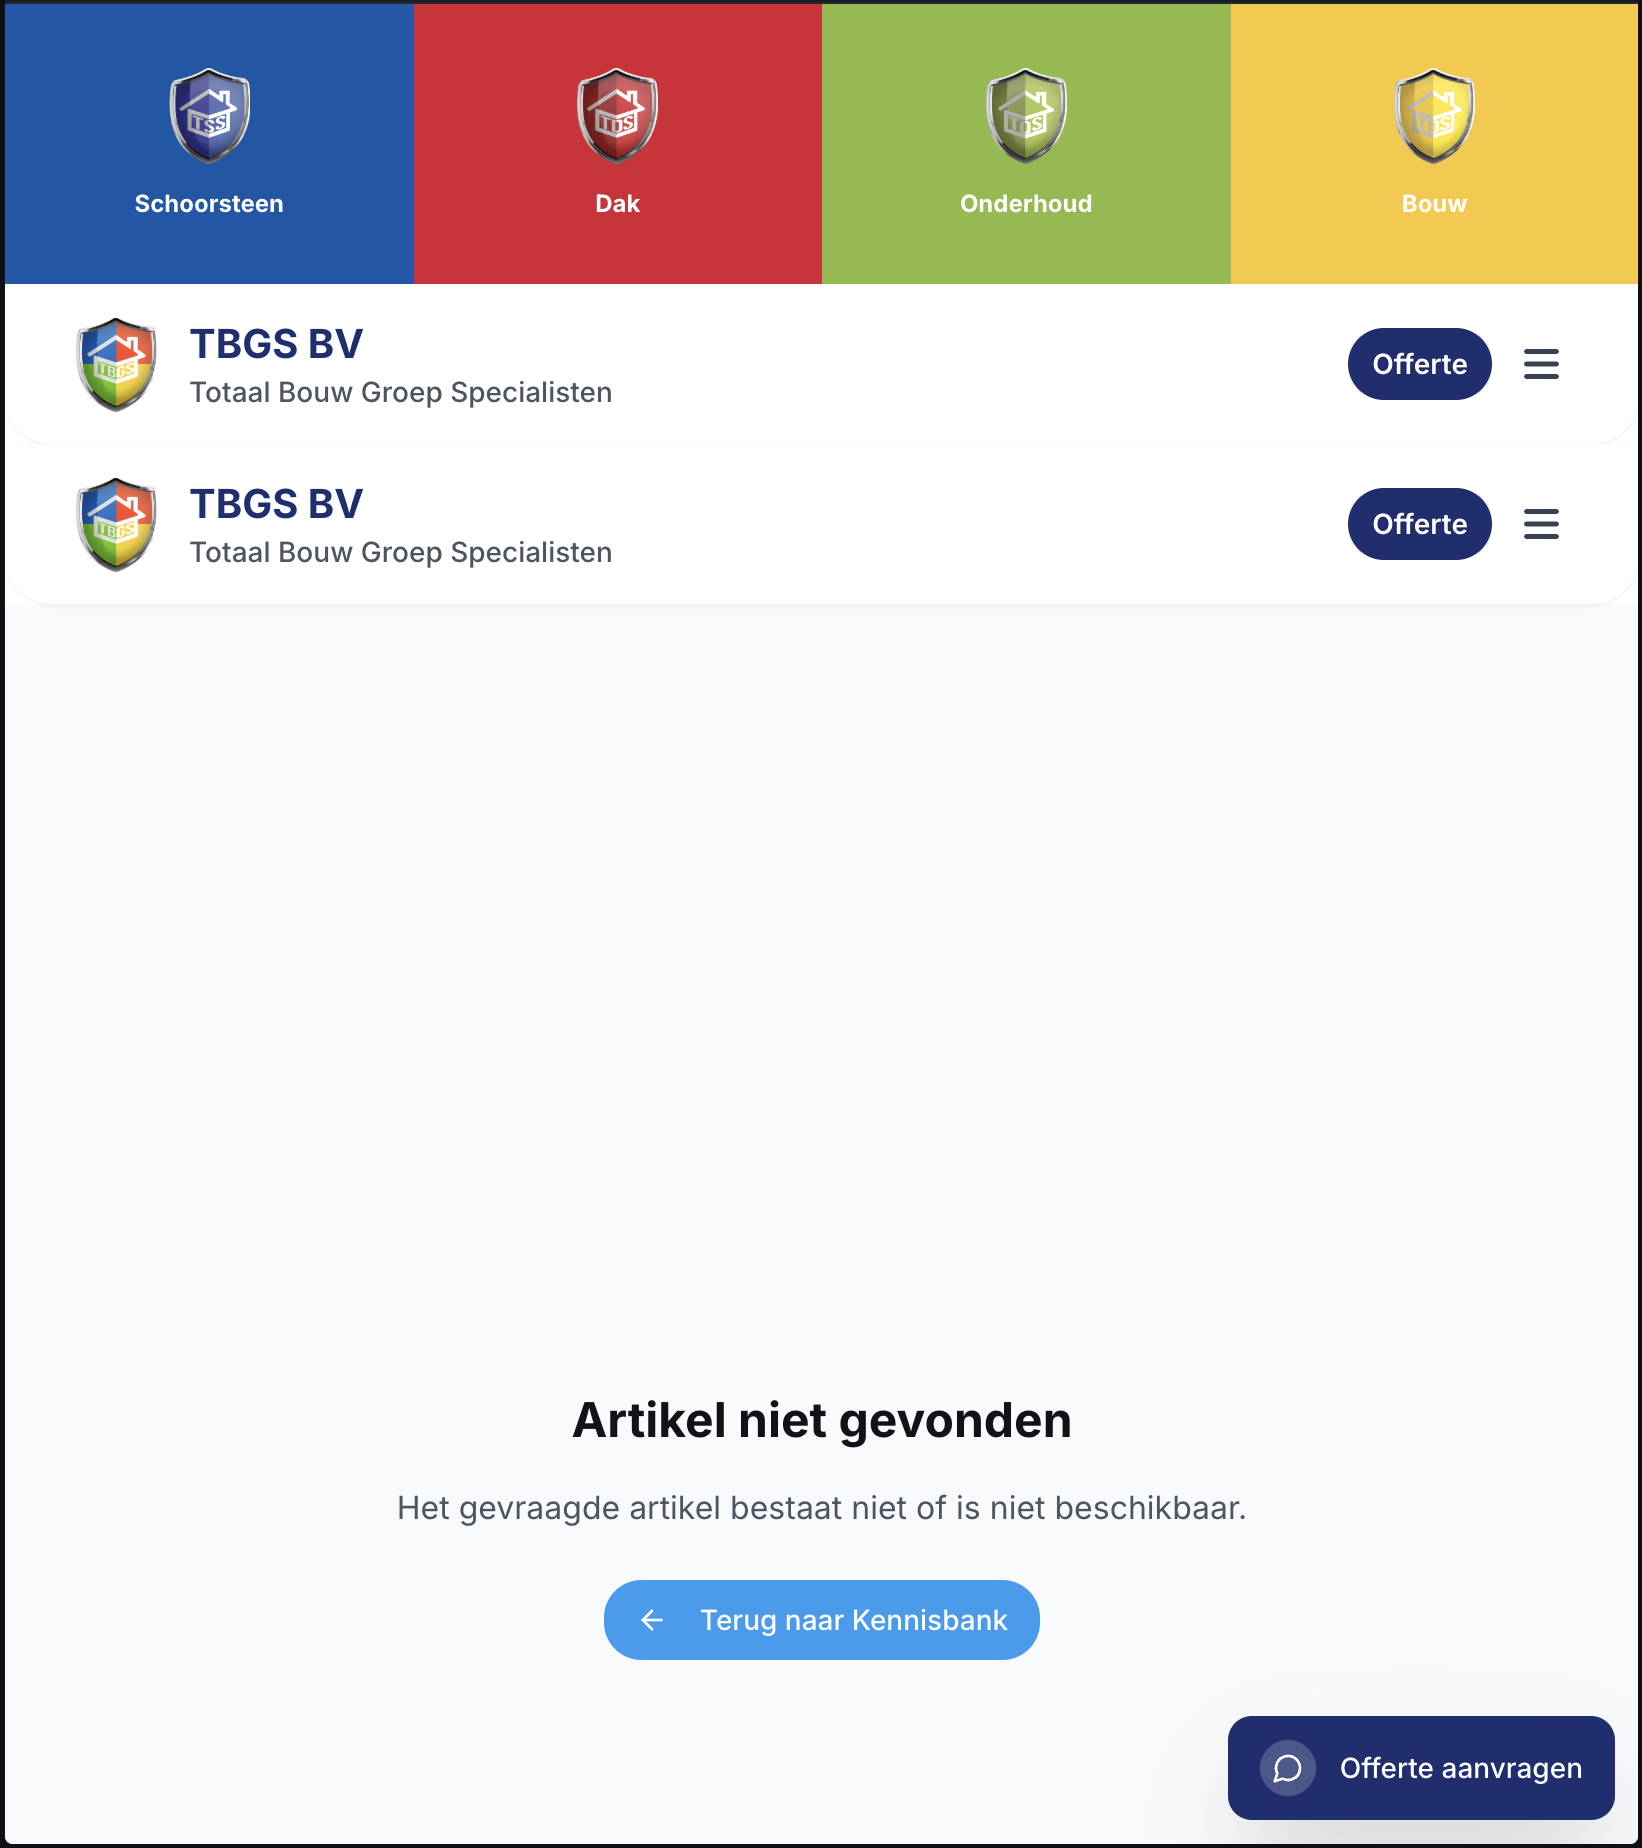 TSS
Schoorsteen
TDS
Dak
TOS
Onderhoud
TBS
Bouw
TBGS
TBGS BV
Totaal Bouw Groep Specialisten
Offerte
TBGS
TBGS BV
Totaal Bouw Groep Specialisten
Offerte
Artikel niet gevonden
Het gevraagde artikel bestaat niet of is niet beschikbaar.
Terug naar Kennisbank
Offerte aanvragen